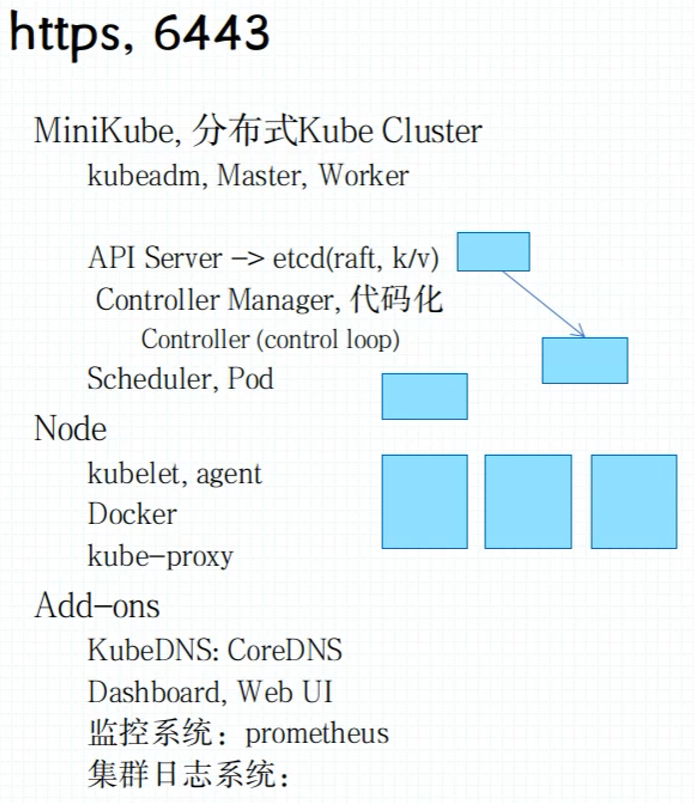 https, 6443
MiniKube, 分布式Kube Cluster
kubeadm, Master, Worker
API Server -> etcd(raft, k/v)
Controller Manager, 代码化
Controller (control loop)
Scheduler, Pod
Node
kubelet, agent
Docker
kube-proxy
Add-ons
KubeDNS: CoreDNS
Dashboard, Web UI
监控系统：prometheus
集群日志系统：